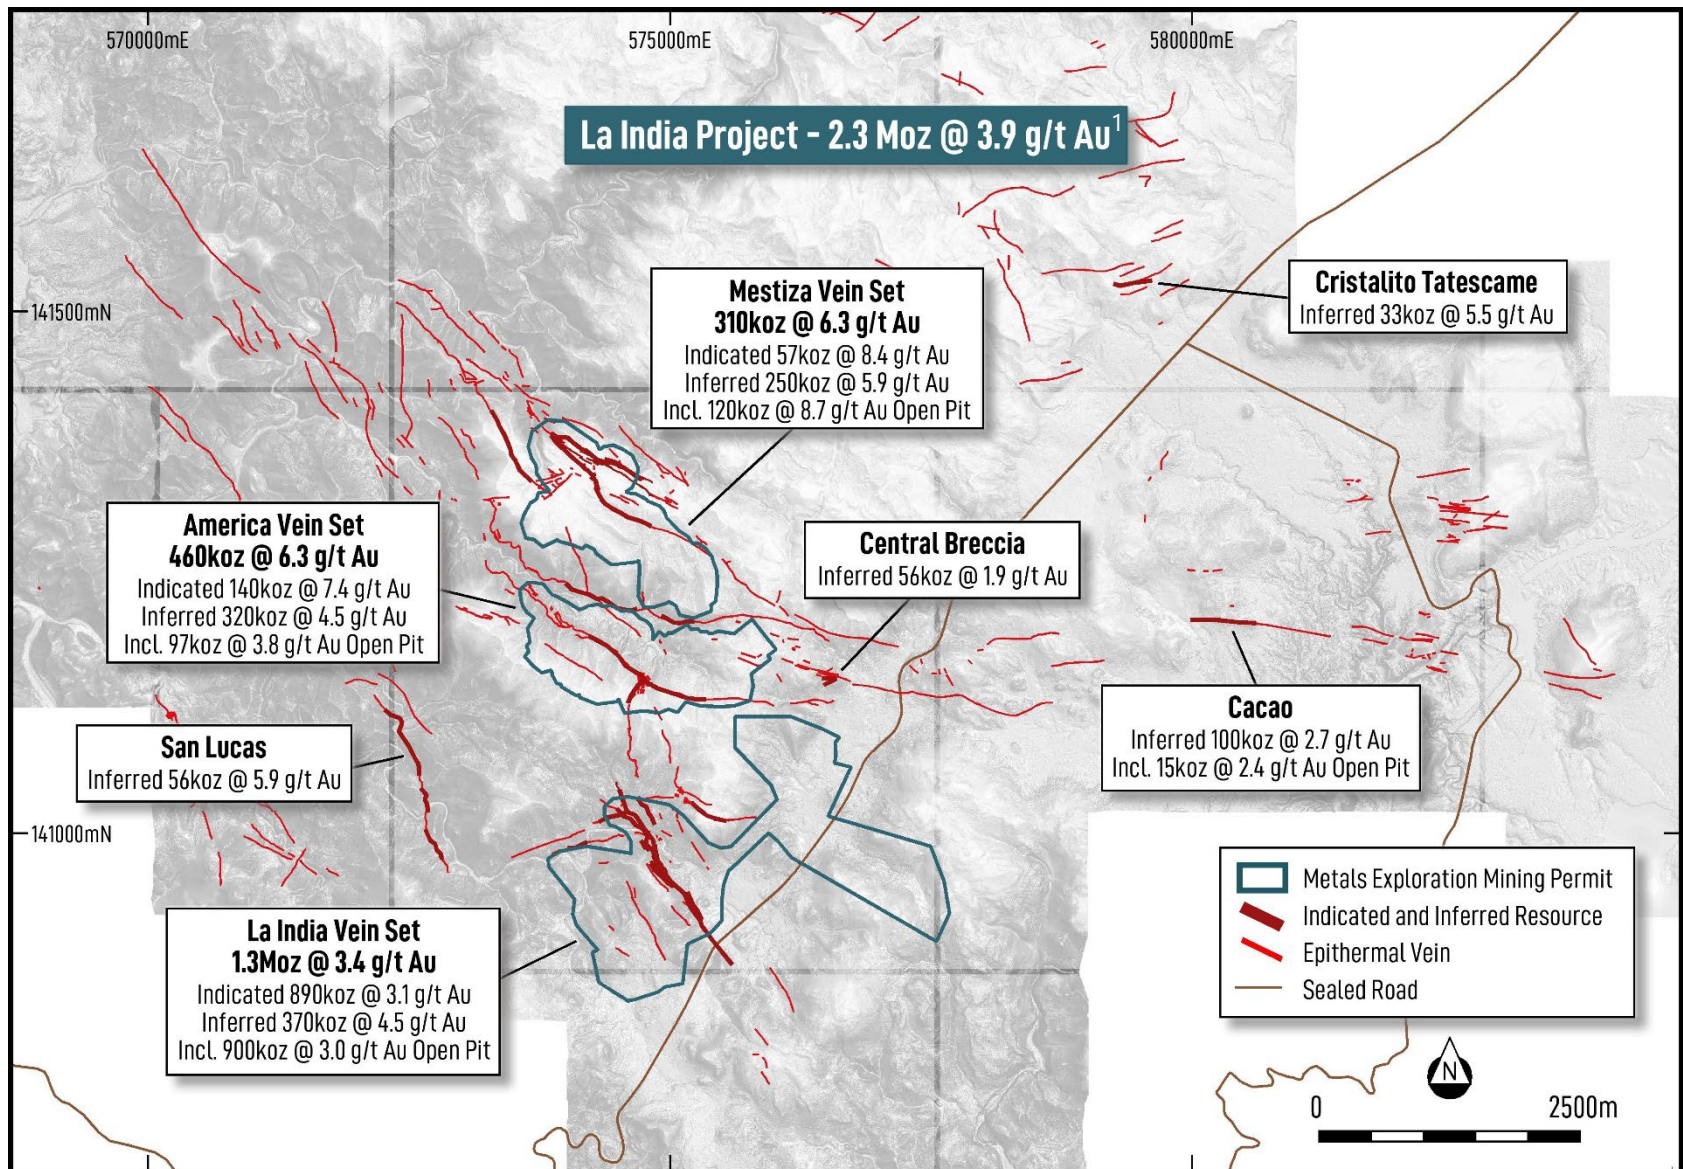 570000mE
575000mE
580000mE
La India Project - 2.3 Moz @ 3.9 g/t Au¹
141500mN
Mestiza Vein Set
310koz @ 6.3 g/t Au
Indicated 57koz @ 8.4 g/t Au
Inferred 250koz @ 5.9 g/t Au
Incl. 120koz @ 8.7 g/t Au Open Pit
Cristalito Tatescame
Inferred 33koz @ 5.5 g/t Au
America Vein Set
460koz @ 6.3 g/t Au
Indicated 140koz @ 7.4 g/t Au
Inferred 320koz @ 4.5 g/t Au
Incl. 97koz @ 3.8 g/t Au Open Pit
Central Breccia
Inferred 56koz @ 1.9 g/t Au
San Lucas
Inferred 56koz @ 5.9 g/t Au
Cacao
Inferred 100koz @ 2.7 g/t Au
Incl. 15koz @ 2.4 g/t Au Open Pit
141000mN
La India Vein Set
1.3Moz @ 3.4 g/t Au
Indicated 890koz @ 3.1 g/t Au
Inferred 370koz @ 4.5 g/t Au
Incl. 900koz @ 3.0 g/t Au Open Pit
Metals Exploration Mining Permit
Indicated and Inferred Resource
Epithermal Vein
Sealed Road
N
0 2500m